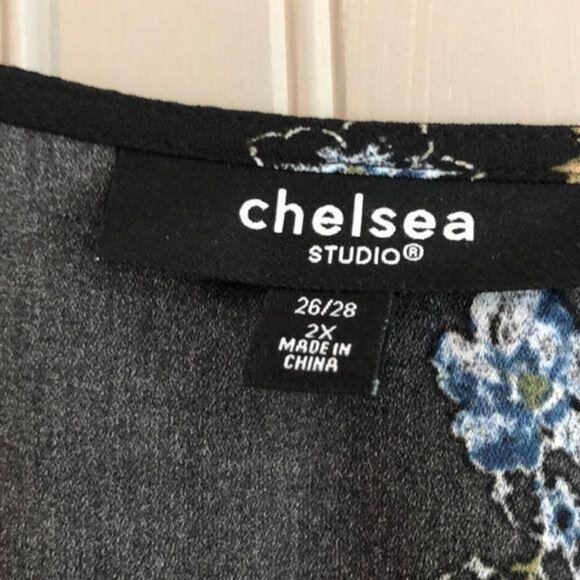 chelsea
STUDIO®
26/28
2X
MADE IN
CHINA